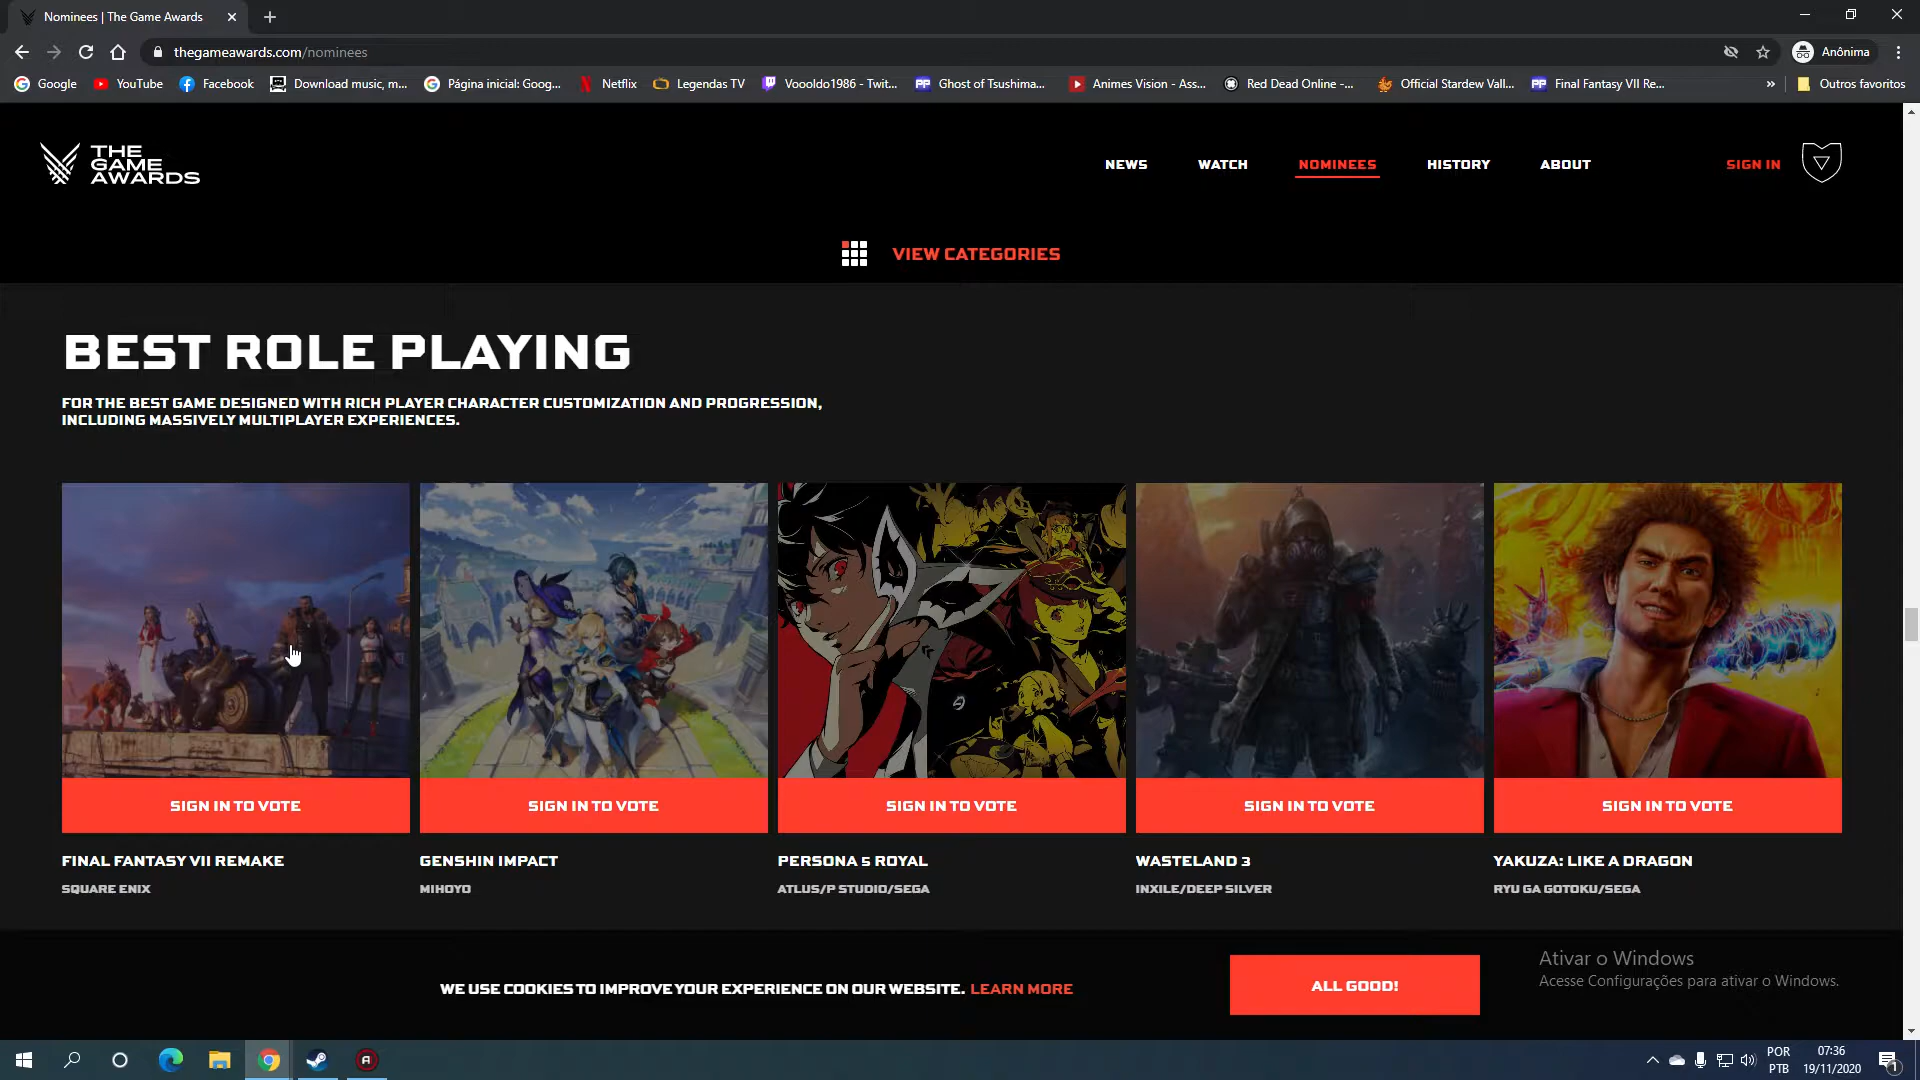 Nominees | The Game Awards
thegameawards.com/nominees
Anônima
Google
YouTube
Facebook
Download music, m...
Página inicial: Goog...
Netflix
Legendas TV
Voooldo1986 - Twit...
Ghost of Tsushima...
Animes Vision - Ass...
Red Dead Online -...
Official Stardew Vall...
Final Fantasy VII Re...
»
Outros favoritos
THE
GAME
AWARDS
NEWS
WATCH
NOMINEES
HISTORY
ABOUT
SIGN IN
VIEW CATEGORIES
BEST ROLE PLAYING
FOR THE BEST GAME DESIGNED WITH RICH PLAYER CHARACTER CUSTOMIZATION AND PROGRESSION,
INCLUDING MASSIVELY MULTIPLAYER EXPERIENCES.
SIGN IN TO VOTE
SIGN IN TO VOTE
SIGN IN TO VOTE
SIGN IN TO VOTE
SIGN IN TO VOTE
FINAL FANTASY VII REMAKE
SQUARE ENIX
GENSHIN IMPACT
MIHOYO
PERSONA 5 ROYAL
ATLUS/P STUDIO/SEGA
WASTELAND 3
INXILE/DEEP SILVER
YAKUZA: LIKE A DRAGON
RYU GA GOTOKU/SEGA
WE USE COOKIES TO IMPROVE YOUR EXPERIENCE ON OUR WEBSITE. LEARN MORE
ALL GOOD!
Ativar o Windows
Acesse Configurações para ativar o Windows.
POR
PTB
07:36
19/11/2020
1